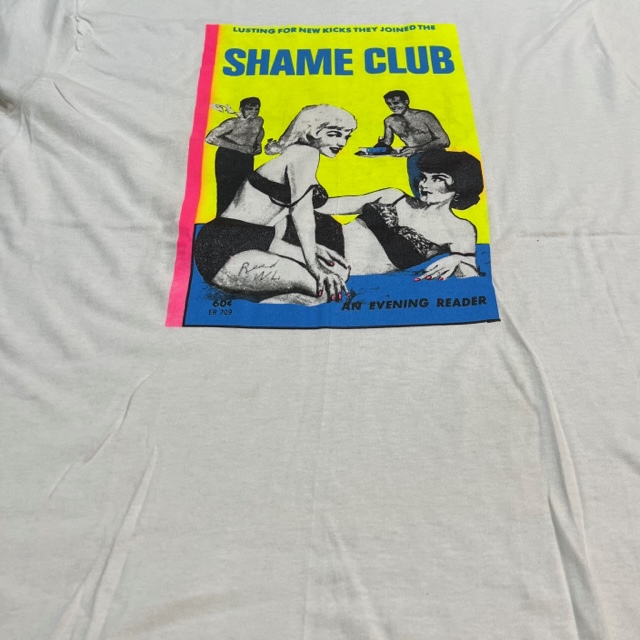 LUSTING FOR NEW KICKS THEY JOINED THE
SHAME CLUB
60¢
ER 709
AN EVENING READER